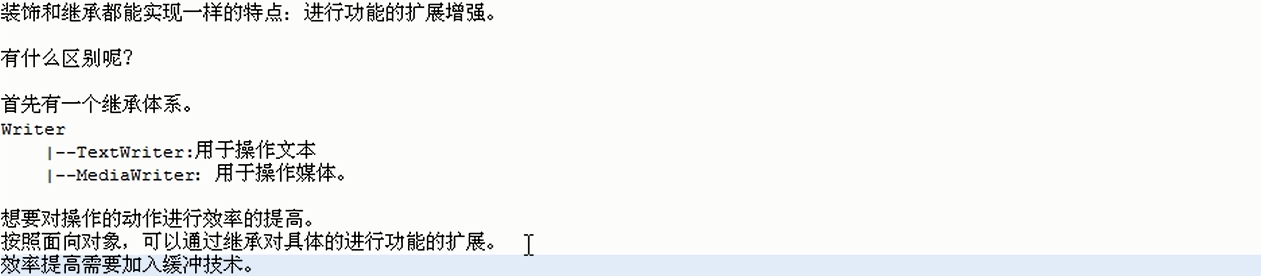 装饰和继承都能实现一样的特点：进行功能的扩展增强。
有什么区别呢？
首先有一个继承体系。
Writer
    |--TextWriter:用于操作文本
    |--MediaWriter：用于操作媒体。
想要对操作的动作进行效率的提高。
按照面向对象，可以通过继承对具体的进行功能的扩展。
效率提高需要加入缓冲技术。